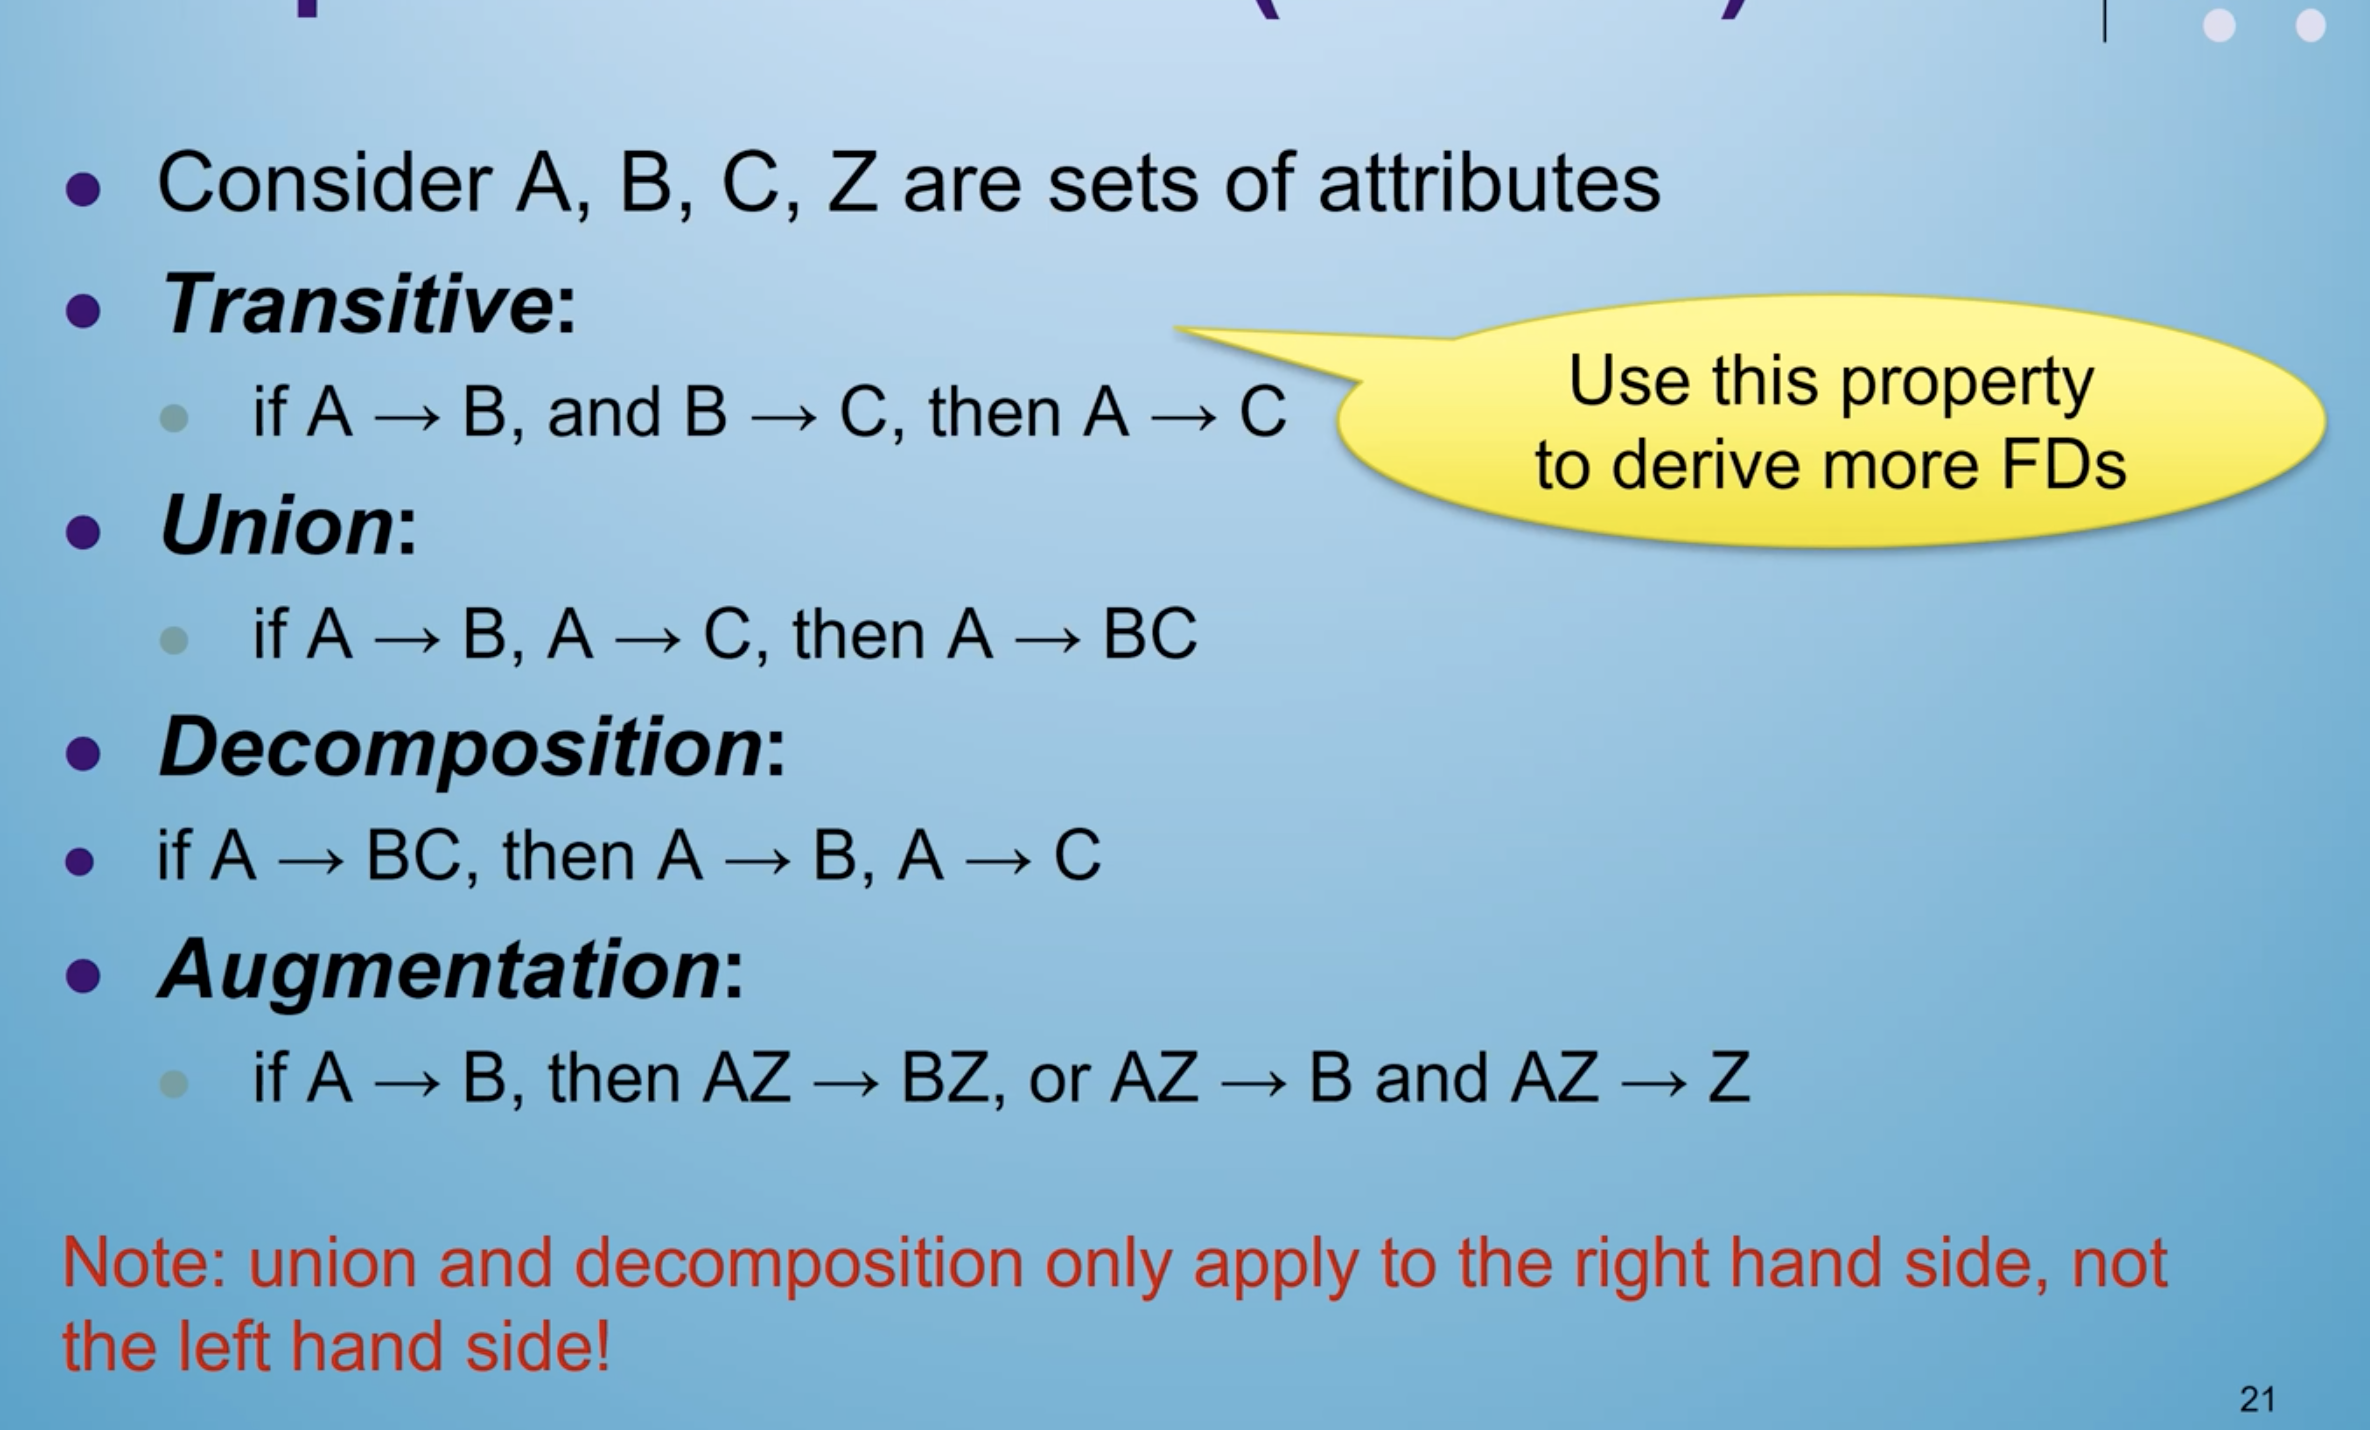 Consider A, B, C, Z are sets of attributes
Transitive:
if A → B, and B → C, then A → C
Use this property
to derive more FDs
Union:
if A → B, A → C, then A → BC
Decomposition:
if A → BC, then A → B, A → C
Augmentation:
if A → B, then AZ → BZ, or AZ → B and AZ → Z
Note: union and decomposition only apply to the right hand side, not
the left hand side!
21